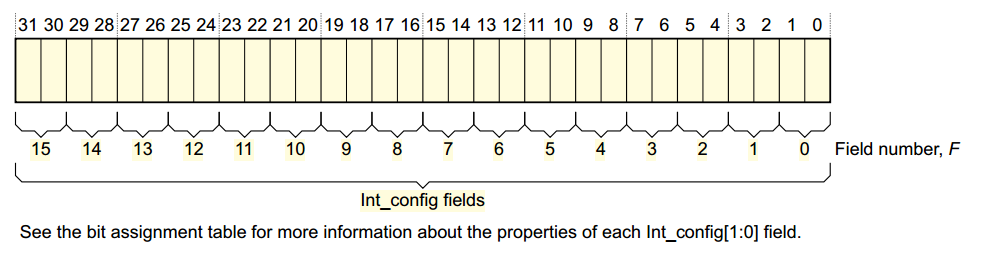 31 30 29 28 27 26 25 24 23 22 21 20 19 18 17 16 15 14 13 12 11 10 9 8 7 6 5 4 3 2 1 0
15 14 13 12 11 10 9 8 7 6 5 4 3 2 1 0 Field number, F
Int_config fields
See the bit assignment table for more information about the properties of each Int_config[1:0] field.